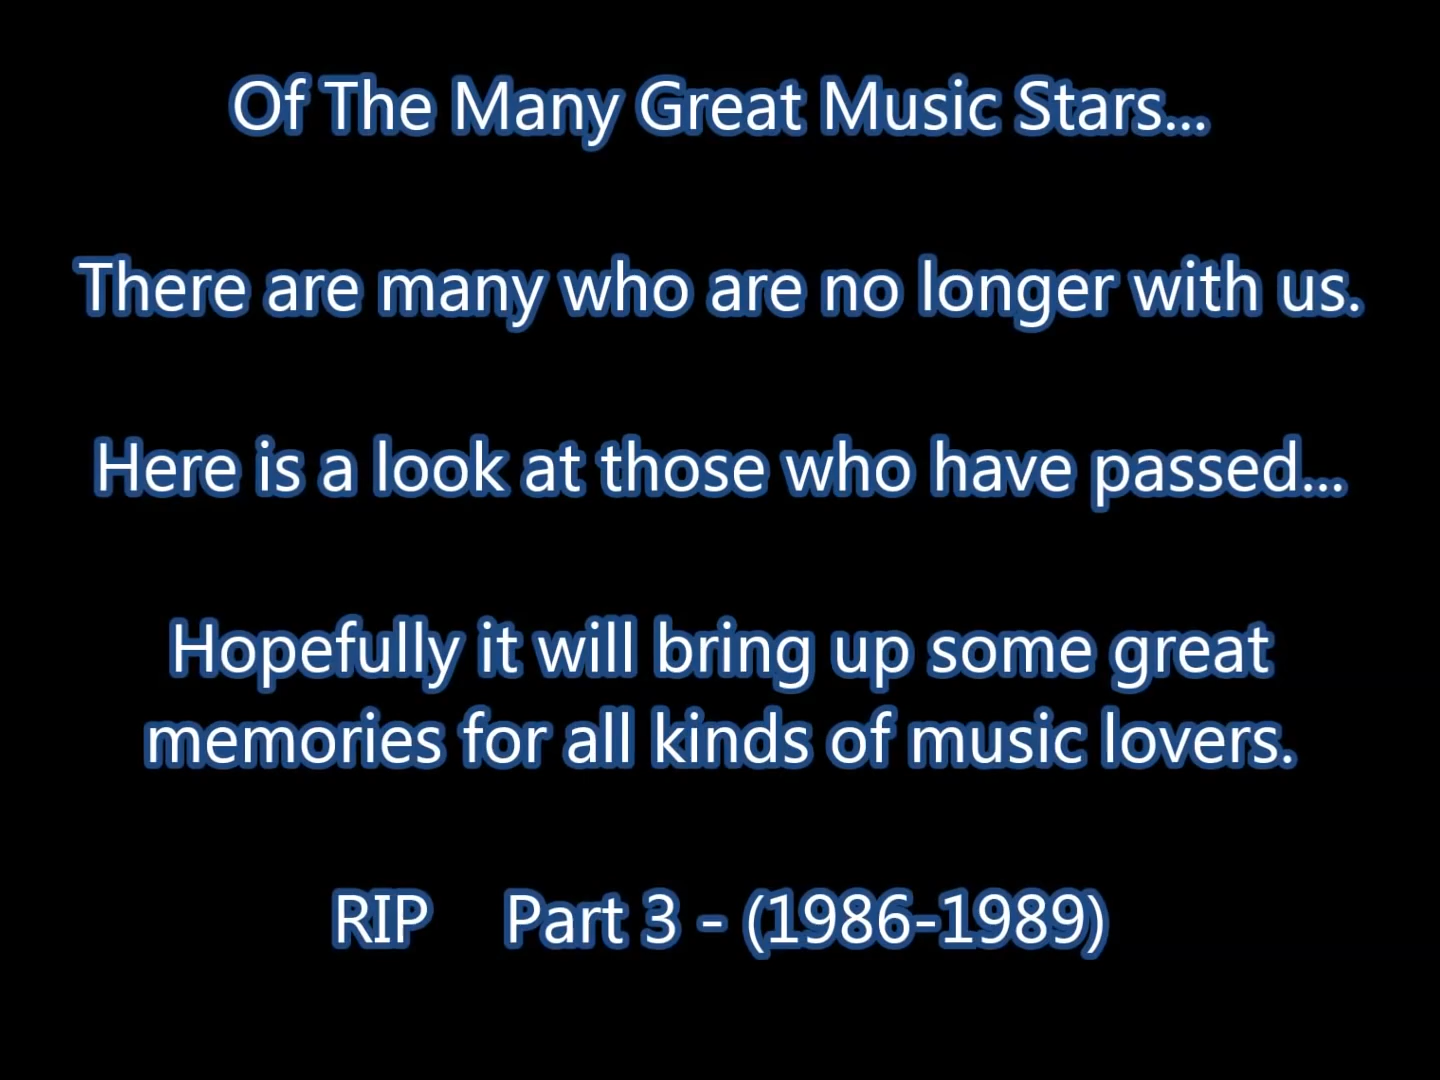 Of The Many Great Music Stars...
There are many who are no longer with us.
Here is a look at those who have passed...
Hopefully it will bring up some great
memories for all kinds of music lovers.
RIP    Part 3 - (1986-1989)